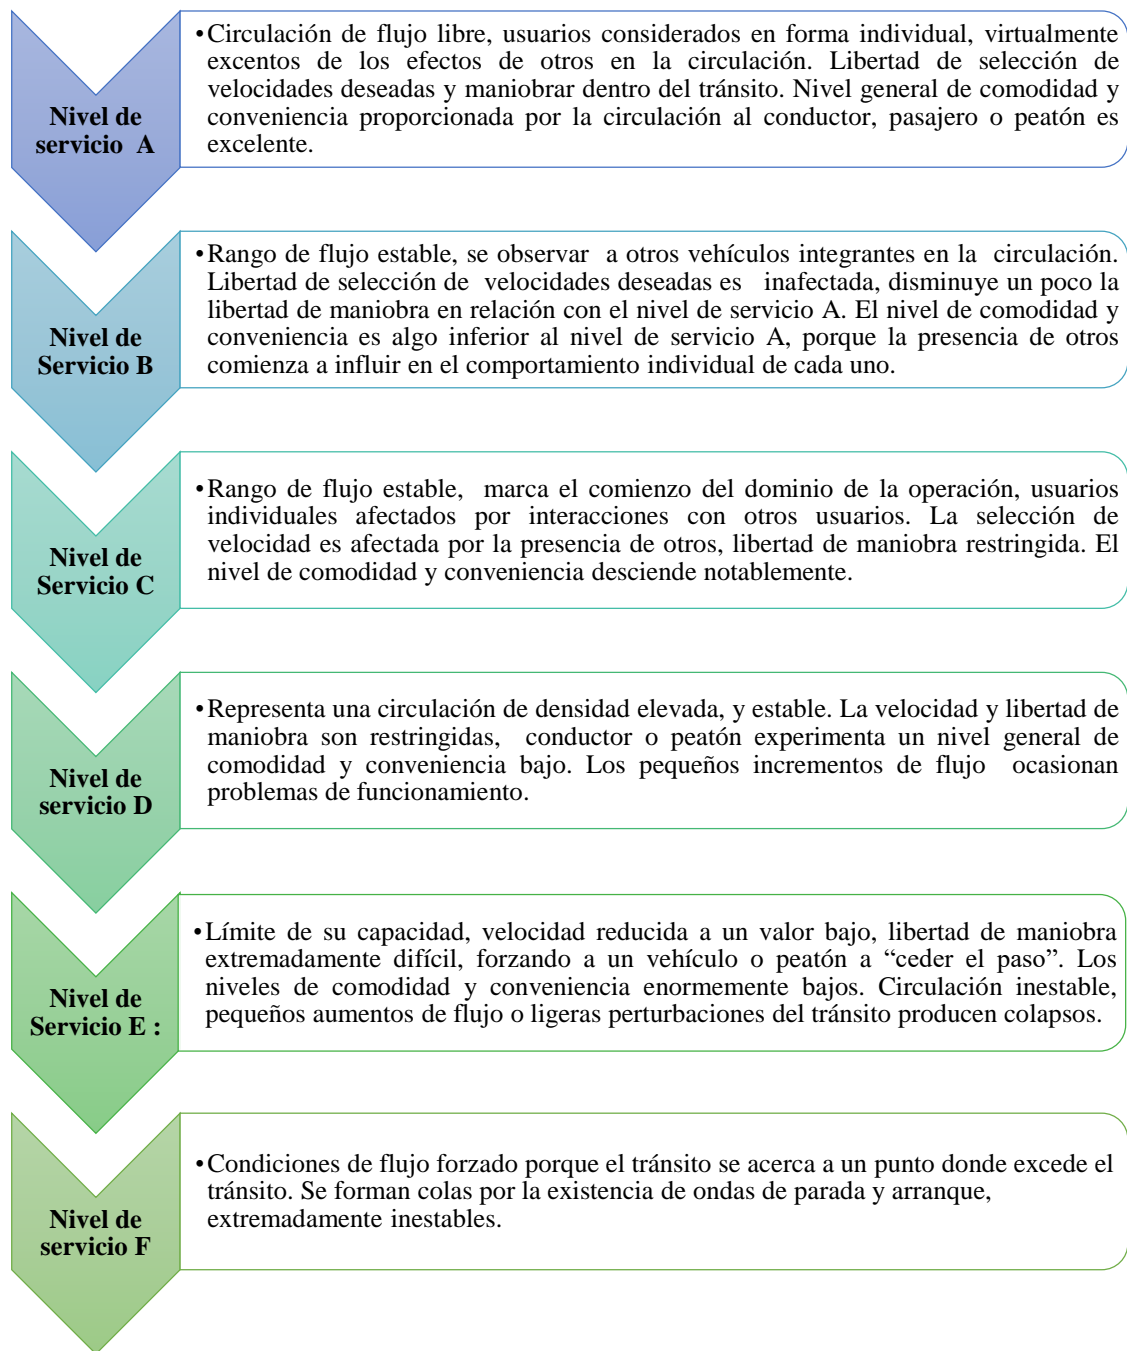 Nivel de
servicio A
•Circulación de flujo libre, usuarios considerados en forma individual, virtualmente
excentos de los efectos de otros en la circulación. Libertad de selección de
velocidades deseadas y maniobrar dentro del tránsito. Nivel general de comodidad y
conveniencia proporcionada por la circulación al conductor, pasajero o peatón es
excelente.
Nivel de
Servicio B
•Rango de flujo estable, se observar a otros vehículos integrantes en la circulación.
Libertad de selección de velocidades deseadas es inafectada, disminuye un poco la
libertad de maniobra en relación con el nivel de servicio A. El nivel de comodidad y
conveniencia es algo inferior al nivel de servicio A, porque la presencia de otros
comienza a influir en el comportamiento individual de cada uno.
Nivel de
Servicio C
•Rango de flujo estable, marca el comienzo del dominio de la operación, usuarios
individuales afectados por interacciones con otros usuarios. La selección de
velocidad es afectada por la presencia de otros, libertad de maniobra restringida. El
nivel de comodidad y conveniencia desciende notablemente.
Nivel de
servicio D
•Representa una circulación de densidad elevada, y estable. La velocidad y libertad de
maniobra son restringidas, conductor o peatón experimenta un nivel general de
comodidad y conveniencia bajo. Los pequeños incrementos de flujo ocasionan
problemas de funcionamiento.
Nivel de
Servicio E :
•Límite de su capacidad, velocidad reducida a un valor bajo, libertad de maniobra
extremadamente difícil, forzando a un vehículo o peatón a “ceder el paso”. Los
niveles de comodidad y conveniencia enormemente bajos. Circulación inestable,
pequeños aumentos de flujo o ligeras perturbaciones del tránsito producen colapsos.
Nivel de
servicio F
•Condiciones de flujo forzado porque el tránsito se acerca a un punto donde excede el
tránsito. Se forman colas por la existencia de ondas de parada y arranque,
extremadamente inestables.